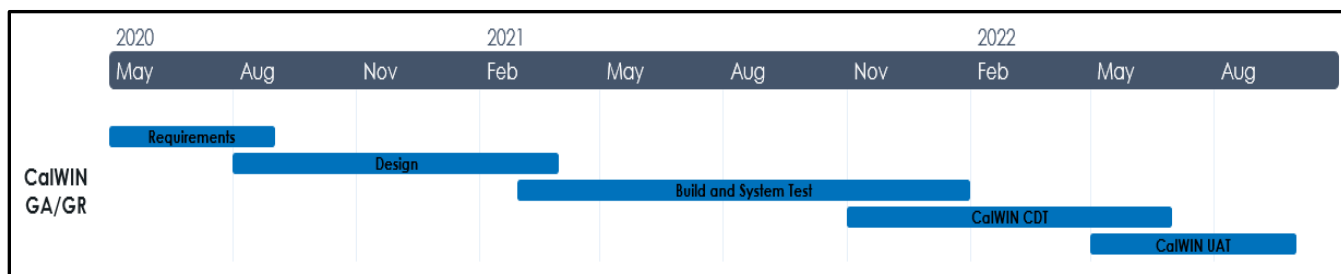 2020 2021 2022
May Aug Nov Feb May Aug Nov Feb May Aug
Requirements
Design
CalWIN
GA/GR
Build and System Test
CalWIN CDT
CalWIN UAT